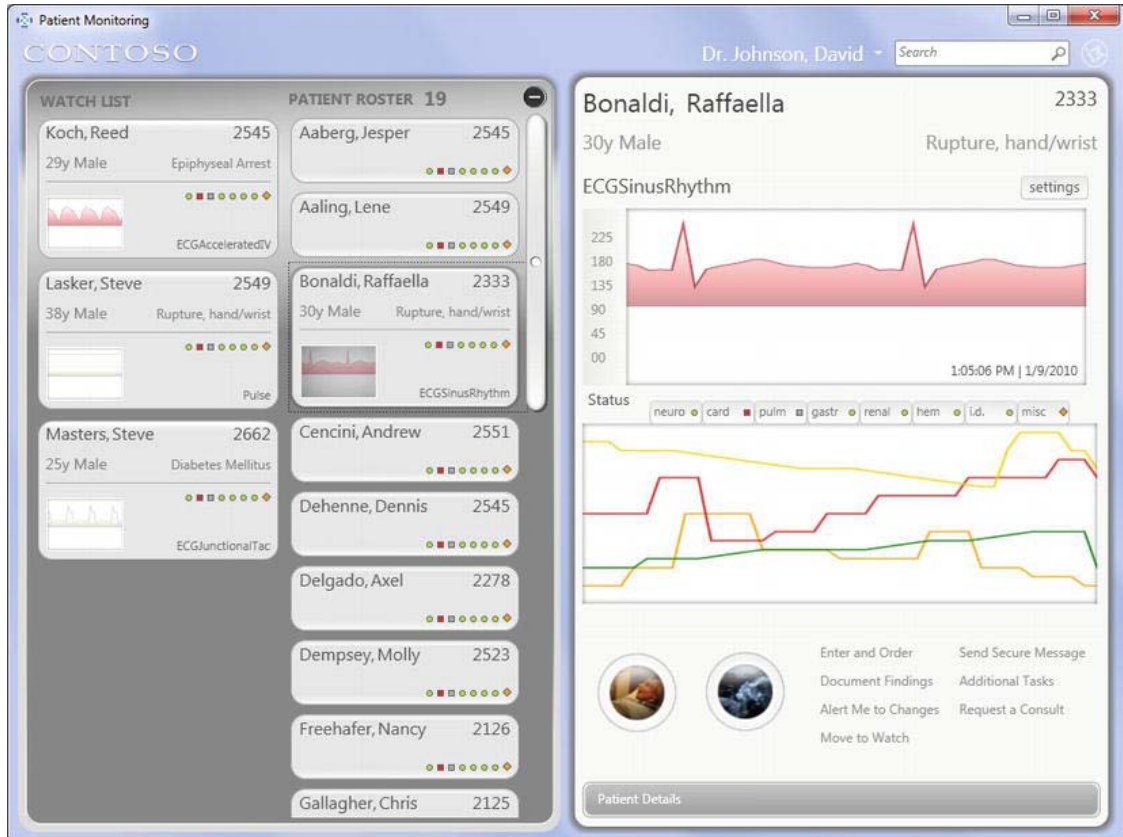 Patient Monitoring
CONTOSO
Dr. Johnson, David
Search
WATCH LIST
Koch, Reed 2545
29y Male Epiphyseal Arrest
ECGAcceleratedIV
Lasker, Steve 2549
38y Male Rupture, hand/wrist
Pulse
Masters, Steve 2662
25y Male Diabetes Mellitus
ECGJunctionalTac
PATIENT ROSTER 19
Aaberg, Jesper 2545
Aaling, Lene 2549
Bonaldi, Raffaella 2333
30y Male Rupture, hand/wrist
ECGSinusRhythm
Cencini, Andrew 2551
Dehenne, Dennis 2545
Delgado, Axel 2278
Dempsey, Molly 2523
Freehafer, Nancy 2126
Gallagher, Chris 2125
Bonaldi, Raffaella 2333
30y Male Rupture, hand/wrist
ECGSinusRhythm settings
225
180
135
90
45
00
1:05:06 PM | 1/9/2010
Status
neuro card pulm gastr renal hem i.d. misc
Enter and Order Send Secure Message
Document Findings Additional Tasks
Alert Me to Changes Request a Consult
Move to Watch
Patient Details